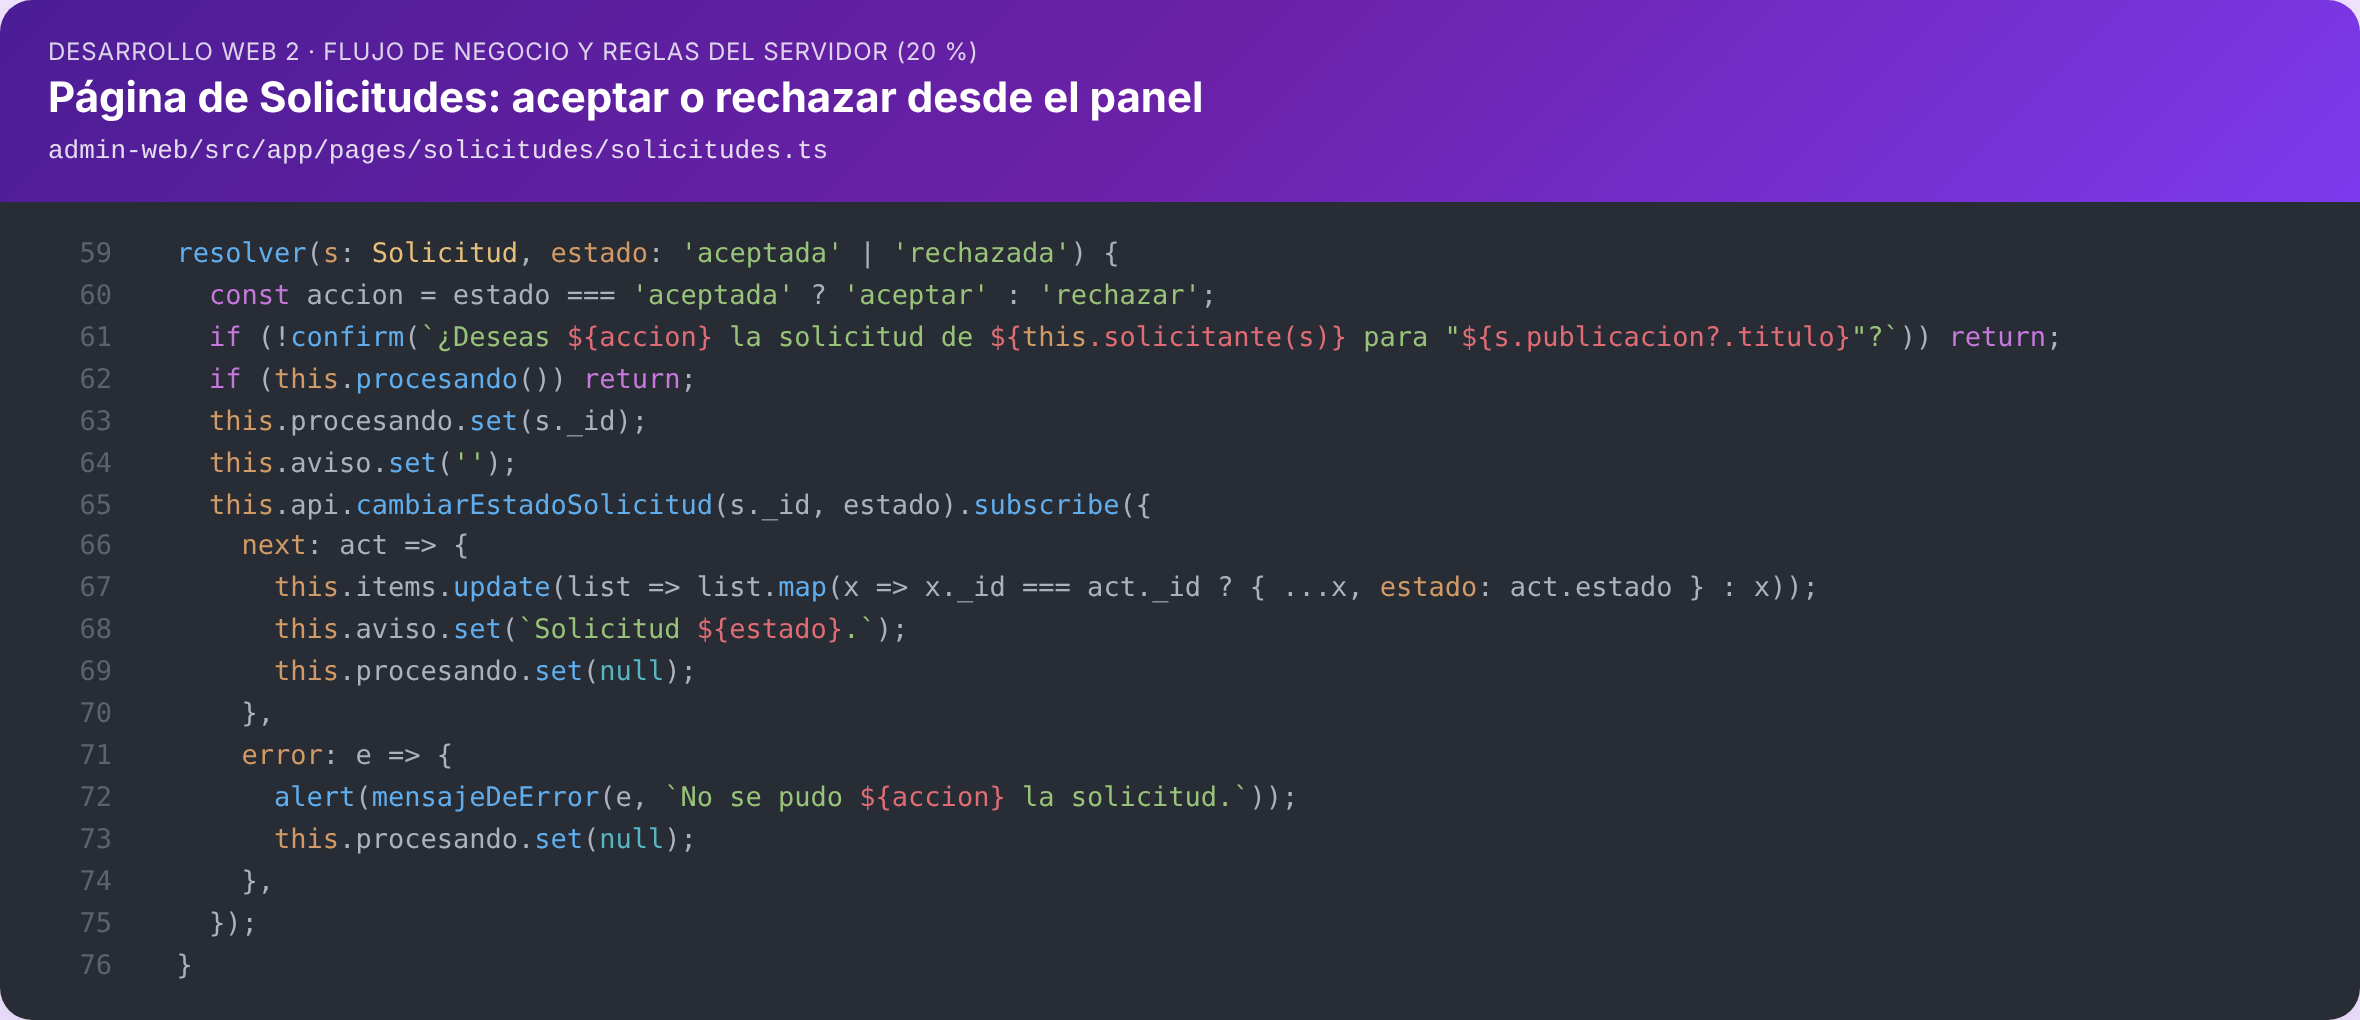 DESARROLLO WEB 2 · FLUJO DE NEGOCIO Y REGLAS DEL SERVIDOR (20 %)
Página de Solicitudes: aceptar o rechazar desde el panel
admin-web/src/app/pages/solicitudes/solicitudes.ts
59    resolver(s: Solicitud, estado: 'aceptada' | 'rechazada') {
60      const accion = estado === 'aceptada' ? 'aceptar' : 'rechazar';
61      if (!confirm(`¿Deseas ${accion} la solicitud de ${this.solicitante(s)} para "${s.publicacion?.titulo}"?`)) return;
62      if (this.procesando()) return;
63      this.procesando.set(s._id);
64      this.aviso.set('');
65      this.api.cambiarEstadoSolicitud(s._id, estado).subscribe({
66        next: act => {
67          this.items.update(list => list.map(x => x._id === act._id ? { ...x, estado: act.estado } : x));
68          this.aviso.set(`Solicitud ${estado}.`);
69          this.procesando.set(null);
70        },
71        error: e => {
72          alert(mensajeDeError(e, `No se pudo ${accion} la solicitud.`));
73          this.procesando.set(null);
74        },
75      });
76    }